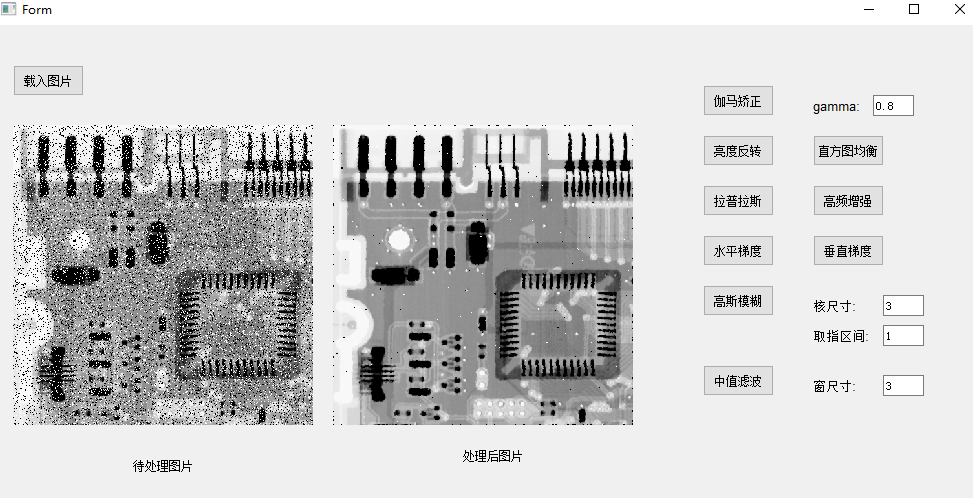 Form
载入图片
伽马矫正
gamma:
0.8
亮度反转
直方图均衡
拉普拉斯
高频增强
水平梯度
垂直梯度
高斯模糊
核尺寸:
3
取指区间:
1
中值滤波
窗尺寸:
3
待处理图片
处理后图片